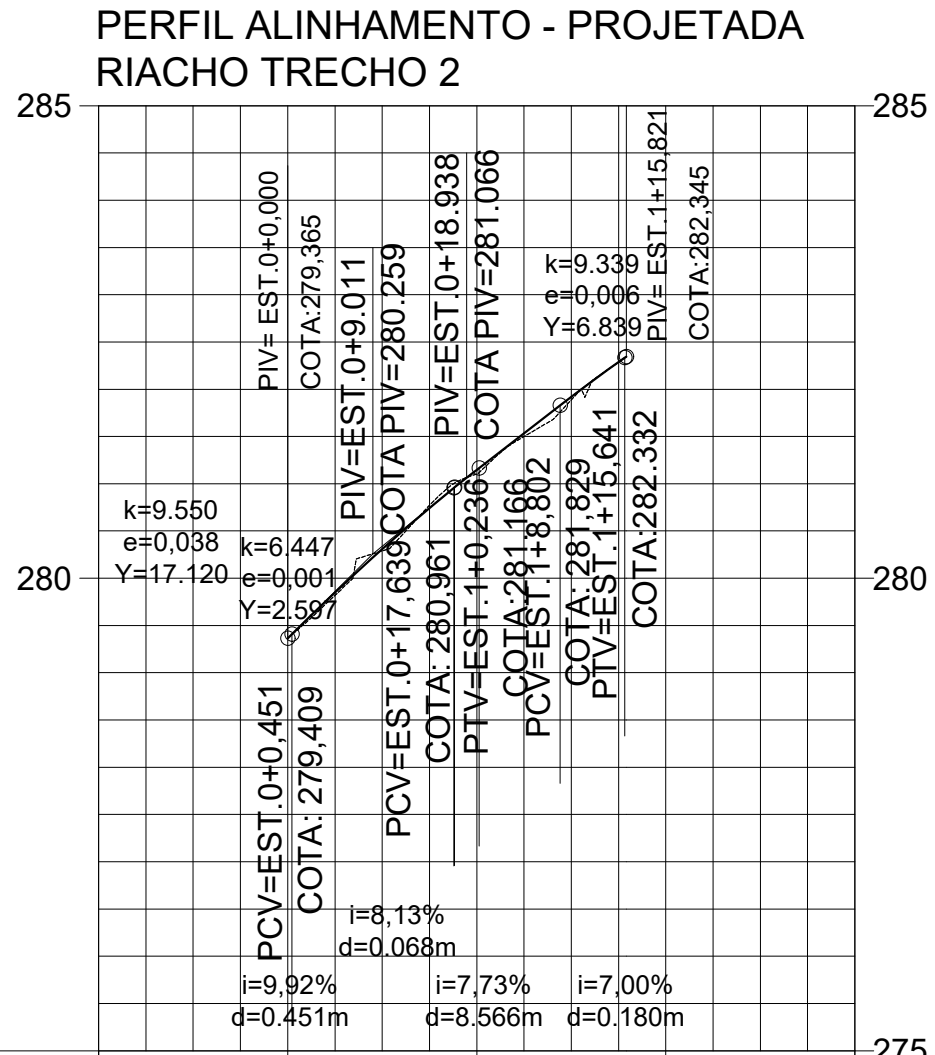 PERFIL ALINHAMENTO - PROJETADA
RIACHO TRECHO 2
285
285
PIV= EST.0+0,000
COTA:279,365
PIV=EST.0+9.011
COTA PIV=280.259
PIV=EST.0+18.938
COTA PIV=281.066
k=9.339
e=0,006
Y=6.839
PIV= EST.1+15,821
COTA:282,345
k=9.550
e=0,038
Y=17.120
k=6.447
e=0,001
Y=2.597
280
280
PCV=EST.0+0,451
COTA: 279,409
PCV=EST.0+17,639
COTA: 280,961
PTV=EST.1+0,236
COTA:281.166
PCV=EST.1+8,802
COTA: 281,829
PTV=EST.1+15,641
COTA:282.332
i=8,13%
d=0.068m
i=9,92%
d=0.451m
i=7,73%
d=8.566m
i=7,00%
d=0.180m
275